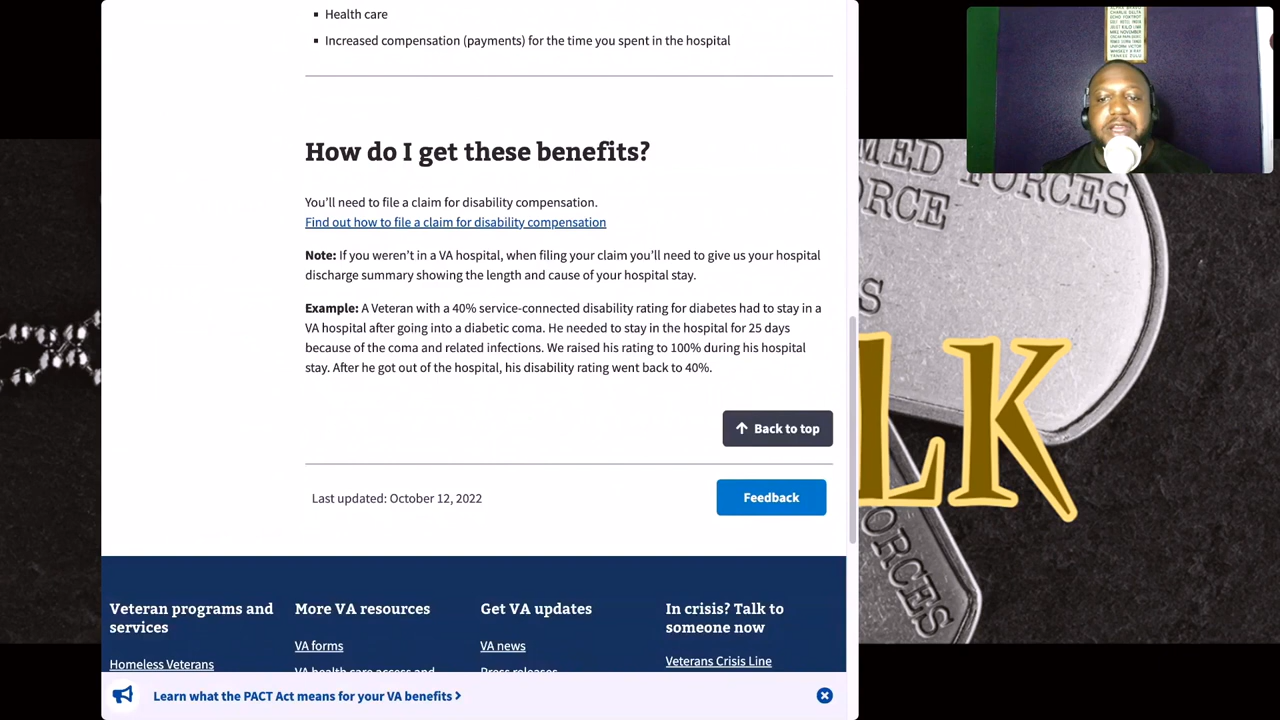 Health care
Increased compensation (payments) for the time you spent in the hospital
How do I get these benefits?
You'll need to file a claim for disability compensation.
Find out how to file a claim for disability compensation
Note: If you weren't in a VA hospital, when filing your claim you'll need to give us your hospital
discharge summary showing the length and cause of your hospital stay.
Example: A Veteran with a 40% service-connected disability rating for diabetes had to stay in a
VA hospital after going into a diabetic coma. He needed to stay in the hospital for 25 days
because of the coma and related infections. We raised his rating to 100% during his hospital
stay. After he got out of the hospital, his disability rating went back to 40%.
Back to top
Last updated: October 12, 2022
Feedback
Veteran programs and
services
Homeless Veterans
More VA resources
VA forms
VA health care access and
Get VA updates
VA news
Press releases
In crisis? Talk to
someone now
Veterans Crisis Line
Learn what the PACT Act means for your VA benefits
MED FORCES
ORCE
S
LK
FORCES